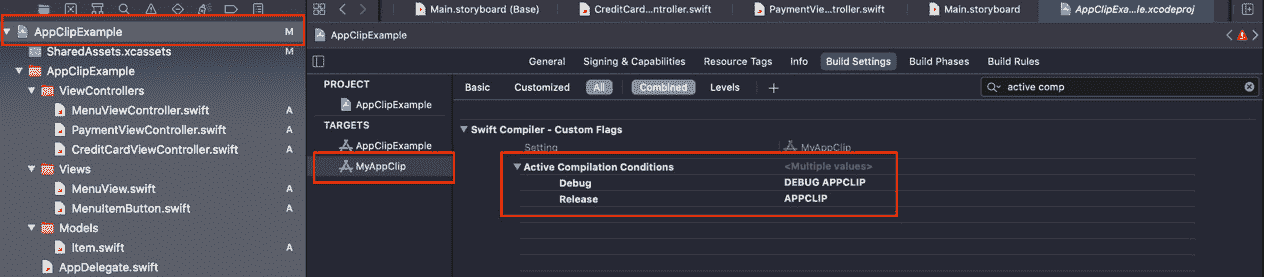 Main.storyboard (Base)
CreditCard...ntroller.swift
PaymentVie...troller.swift
Main.storyboard
AppClipExa...le.xcodeproj
AppClipExample M
SharedAssets.xcassets M
AppClipExample
ViewControllers
MenuViewController.swift A
PaymentViewController.swift A
CreditCardViewController.swift A
Views
MenuView.swift A
MenuItemButton.swift A
Models
Item.swift A
AppDelegate.swift
AppClipExample
General Signing & Capabilities Resource Tags Info Build Settings Build Phases Build Rules
PROJECT
AppClipExample
TARGETS
AppClipExample
MyAppClip
Basic Customized All Combined Levels +
active comp
Swift Compiler - Custom Flags
Setting MyAppClip
Active Compilation Conditions <Multiple values>
Debug DEBUG APPCLIP
Release APPCLIP